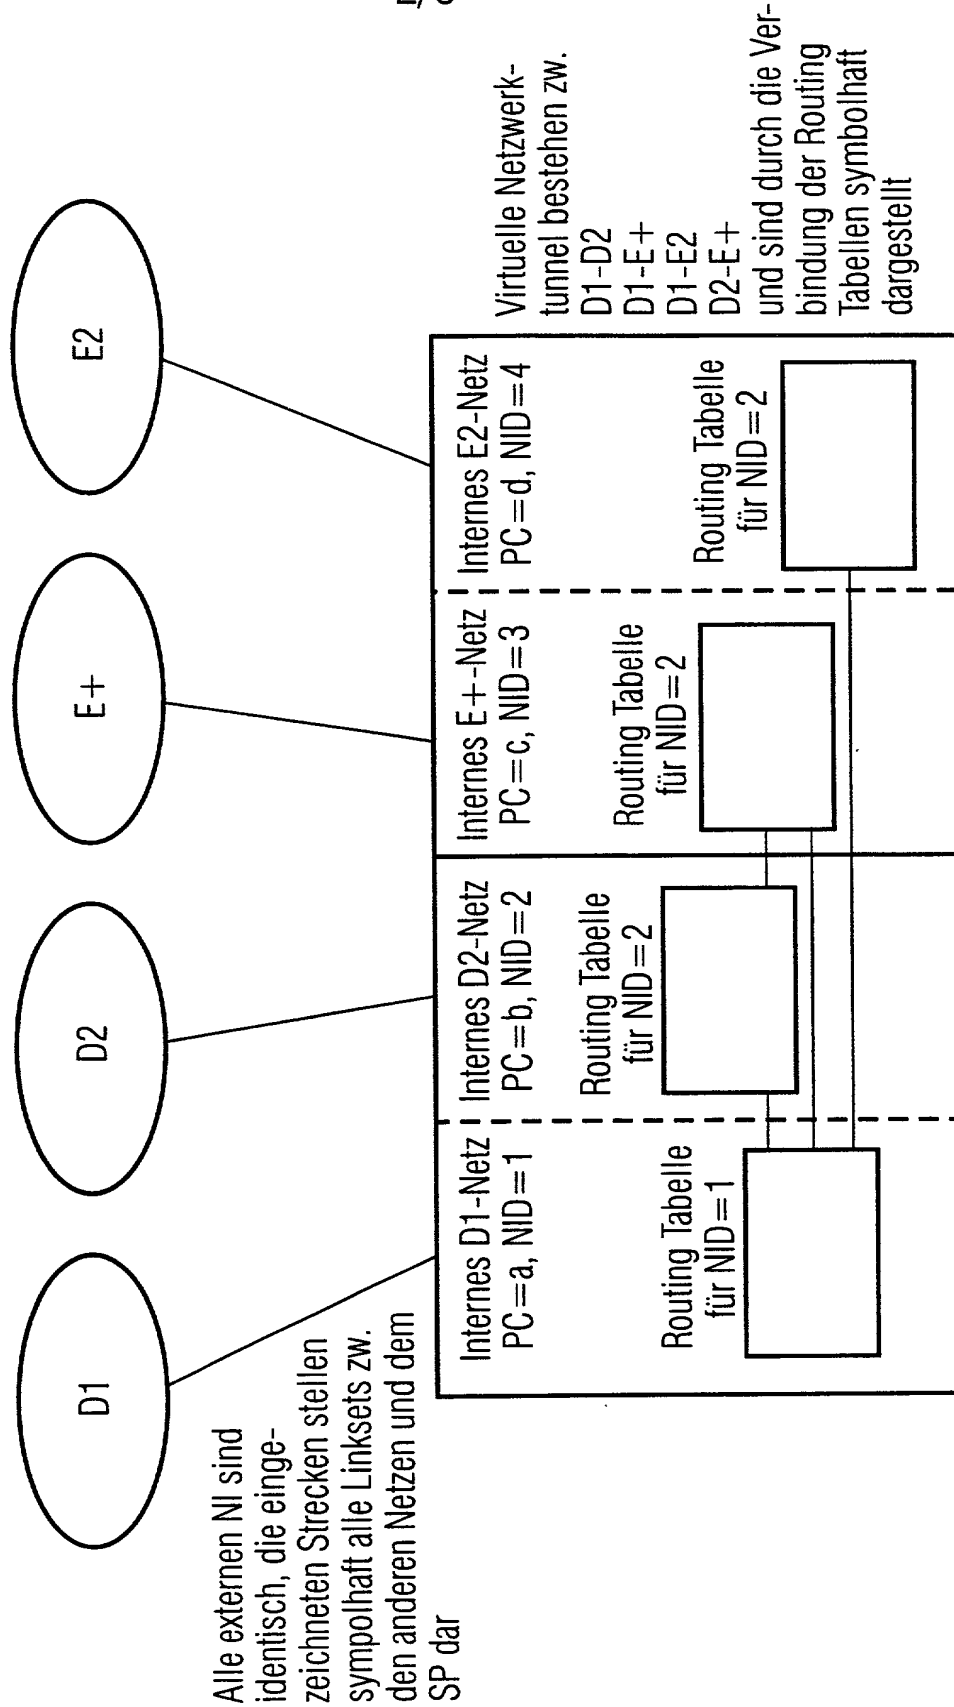 2/3
D1
D2
E+
E2
Alle externen NI sind
identisch, die einge-
zeichneten Strecken stellen
sympolhaft alle Linksets zw.
den anderen Netzen und dem
SP dar
Internes D1-Netz
PC=a, NID=1
Internes D2-Netz
PC=b, NID=2
Internes E+-Netz
PC=c, NID=3
Internes E2-Netz
PC=d, NID=4
Routing Tabelle
für NID=1
Routing Tabelle
für NID=2
Routing Tabelle
für NID=2
Routing Tabelle
für NID=2
Virtuelle Netzwerk-
tunnel bestehen zw.
D1-D2
D1-E+
D1-E2
D2-E+
und sind durch die Ver-
bindung der Routing
Tabellen symbolhaft
dargestellt